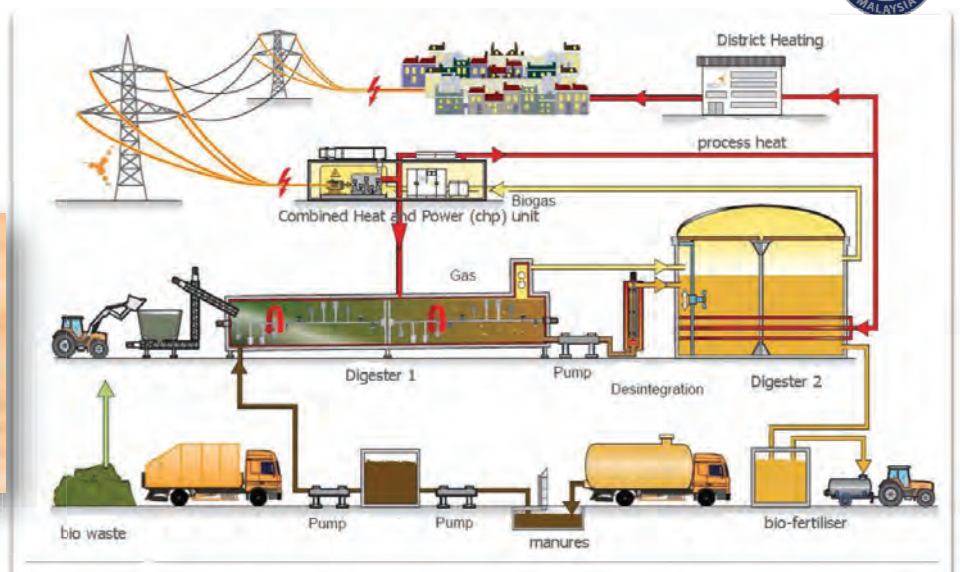 MALAYSIA
District Heating
process heat
Biogas
Combined Heat and Power (chp) unit
Gas
Digester 1
Pump
Desintegration
Digester 2
Pump
Pump
bio waste
manures
bio-fertiliser